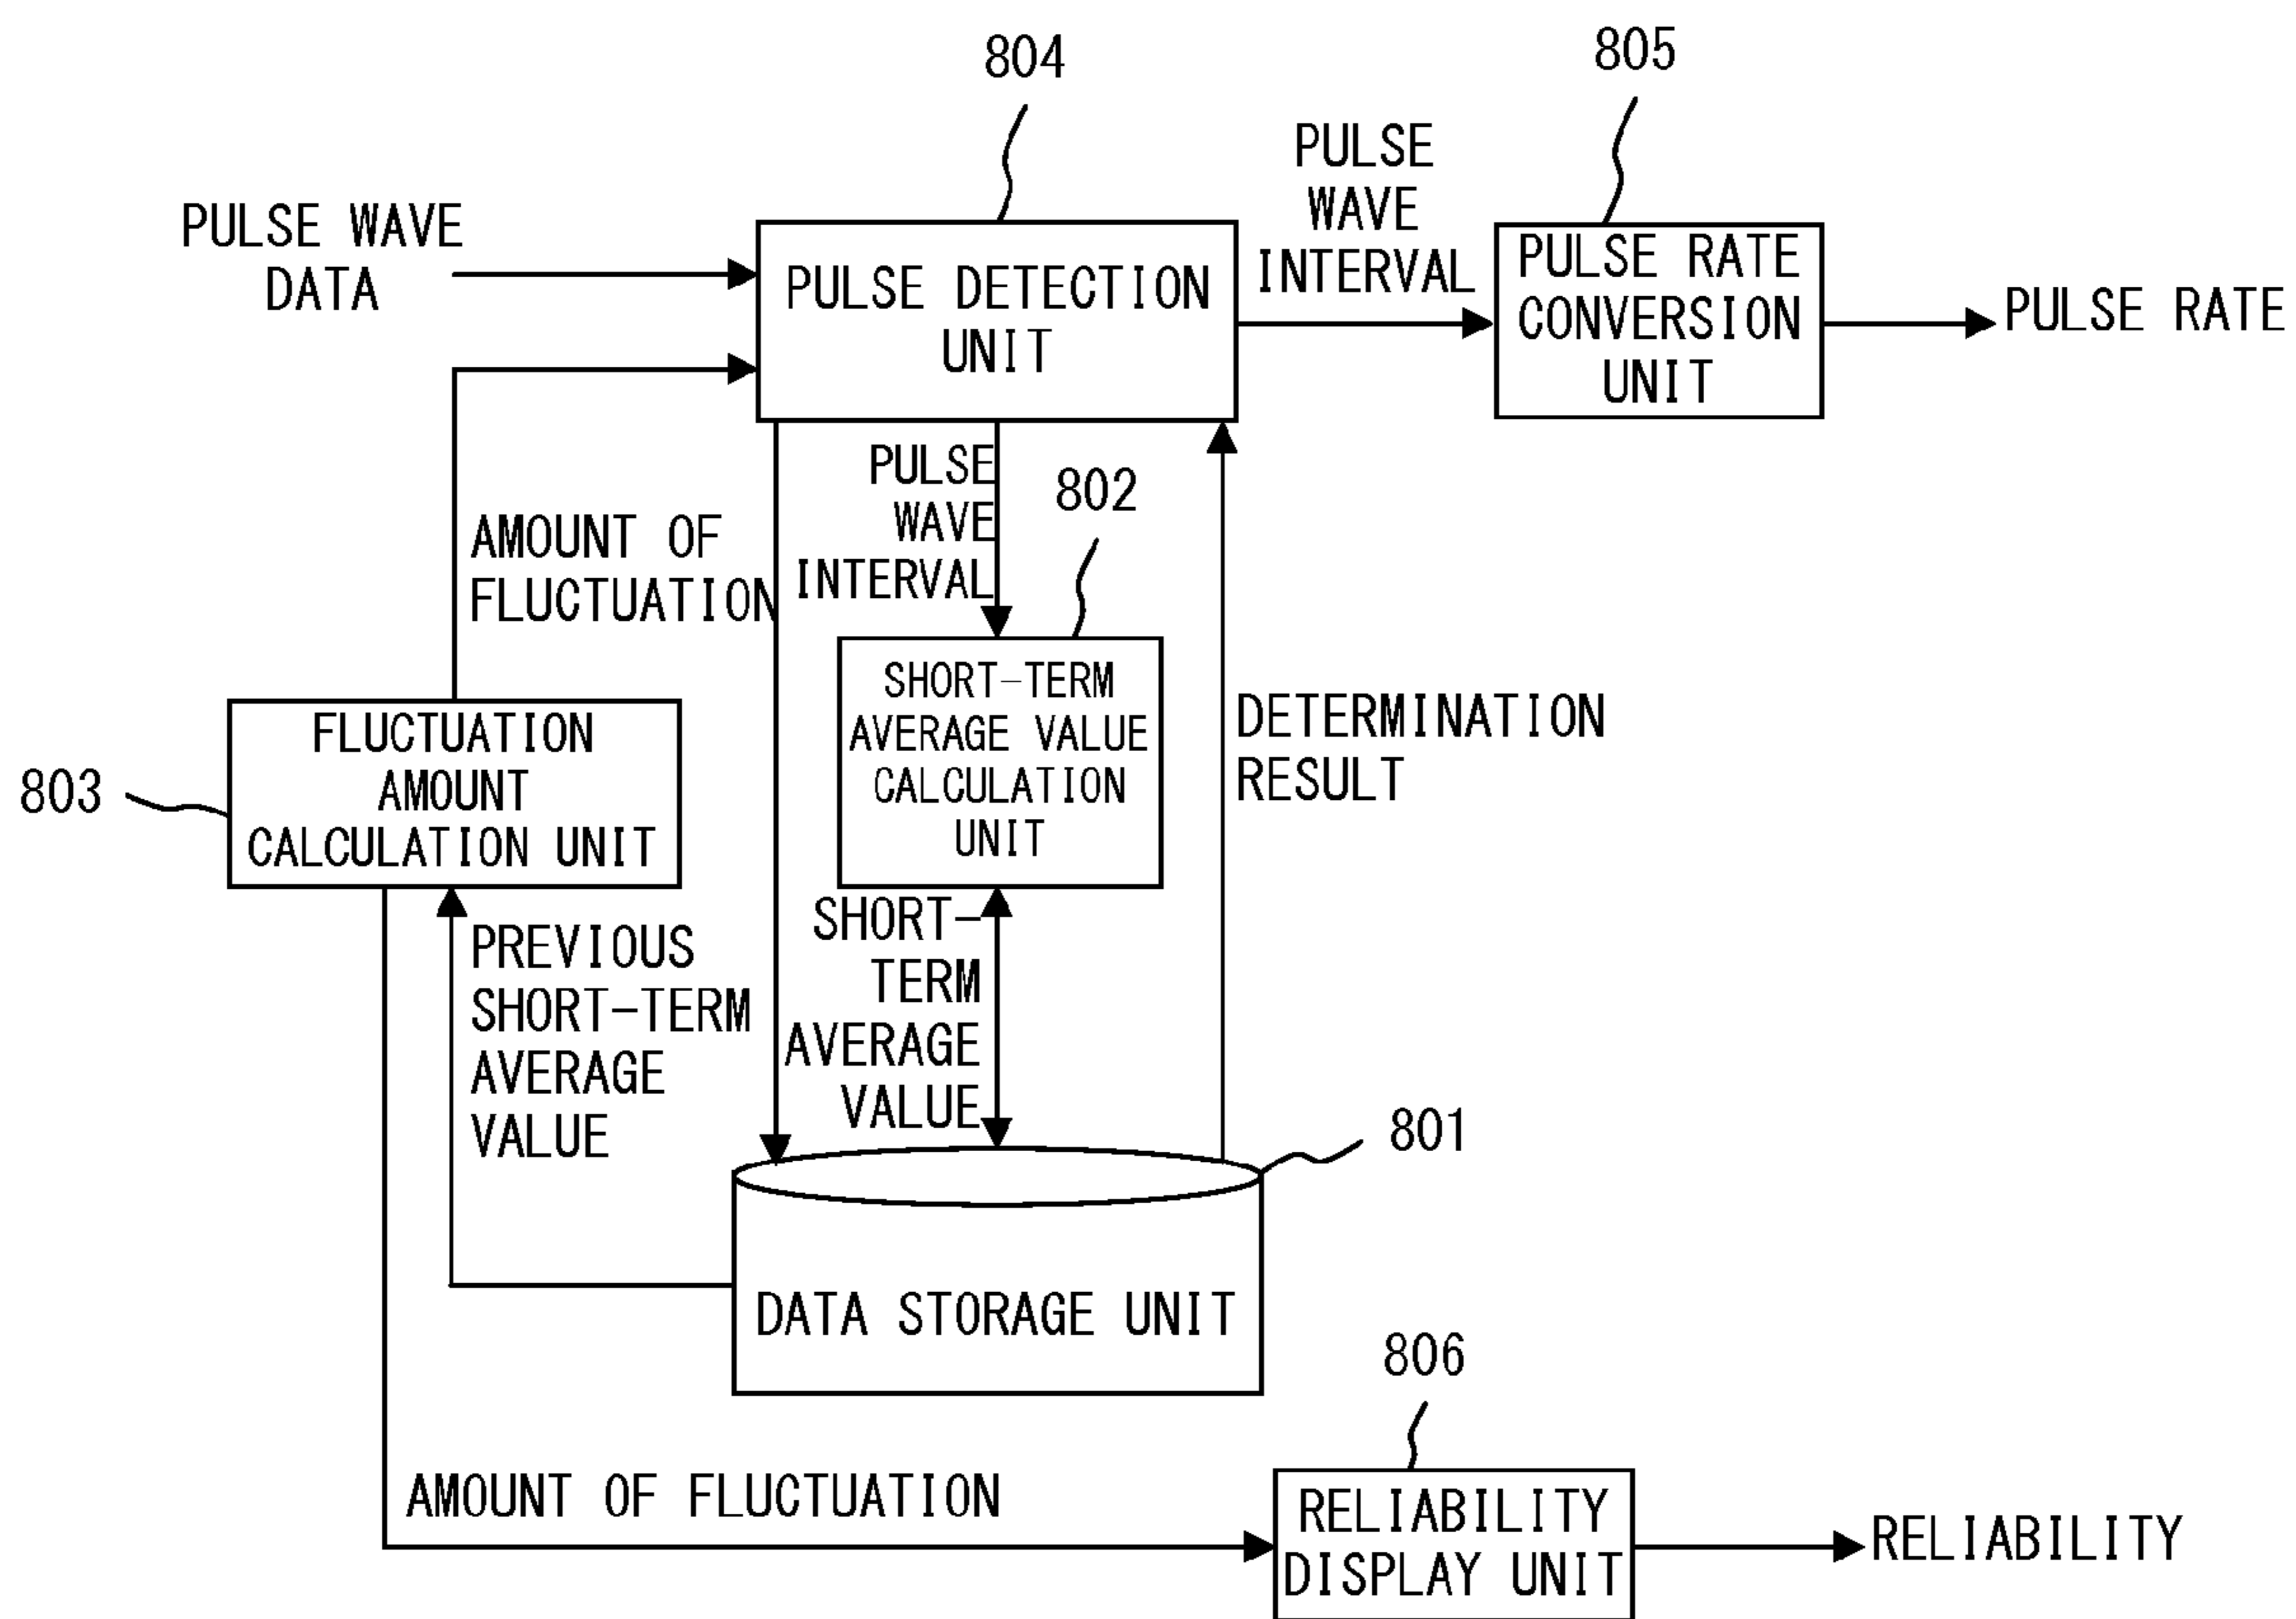 804
805
PULSE WAVE
DATA
PULSE DETECTION
UNIT
PULSE
WAVE
INTERVAL
PULSE RATE
CONVERSION
UNIT
PULSE RATE
AMOUNT OF
FLUCTUATION
PULSE
WAVE
INTERVAL
802
SHORT-TERM
AVERAGE VALUE
CALCULATION
UNIT
DETERMINATION
RESULT
803
FLUCTUATION
AMOUNT
CALCULATION UNIT
PREVIOUS
SHORT-TERM
AVERAGE
VALUE
SHORT-
TERM
AVERAGE
VALUE
801
DATA STORAGE UNIT
806
AMOUNT OF FLUCTUATION
RELIABILITY
DISPLAY UNIT
RELIABILITY